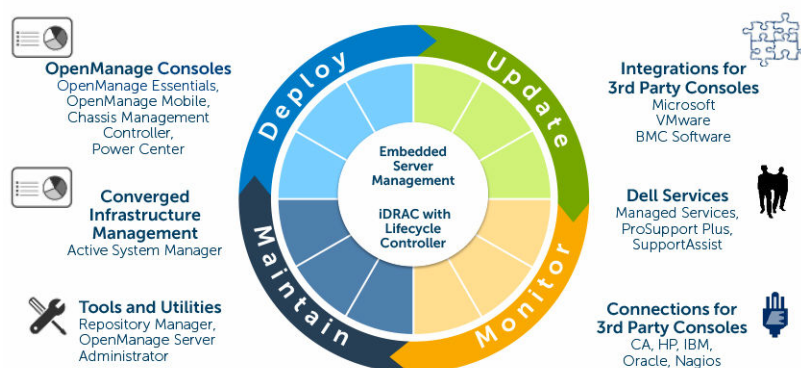 OpenManage Consoles
OpenManage Essentials,
OpenManage Mobile,
Chassis Management
Controller,
Power Center
Converged
Infrastructure
Management
Active System Manager
Tools and Utilities
Repository Manager,
OpenManage Server
Administrator
Deploy
Update
Monitor
Maintain
Embedded
Server
Management
iDRAC with
Lifecycle
Controller
Integrations for
3rd Party Consoles
Microsoft
VMware
BMC Software
Dell Services
Managed Services,
ProSupport Plus,
SupportAssist
Connections for
3rd Party Consoles
CA, HP, IBM,
Oracle, Nagios